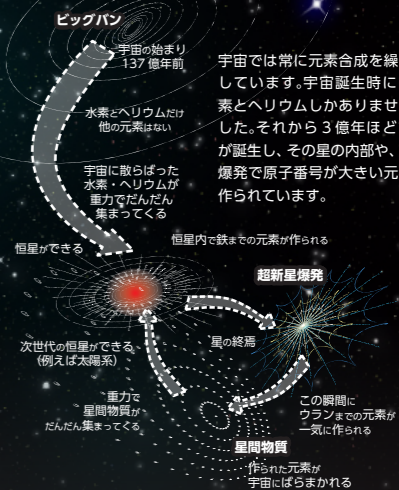 ビッグバン
宇宙の始まり
137 億年前
水素とヘリウムだけ
他の元素はない
宇宙に散らばった
水素・ヘリウムが
重力でだんだん
集まってくる
恒星ができる
宇宙では常に元素合成を繰
しています。宇宙誕生時に
素とヘリウムしかありませ
した。それから３億年ほど
が誕生し、その星の内部や、
爆発で原子番号が大きい元
作られています。
恒星内で鉄までの元素が作られる
超新星爆発
星の終焉
次世代の恒星ができる
（例えば太陽系）
重力で
星間物質が
だんだん集まってくる
この瞬間に
ウランまでの元素が
一気に作られる
星間物質
作られた元素が
宇宙にばらまかれる